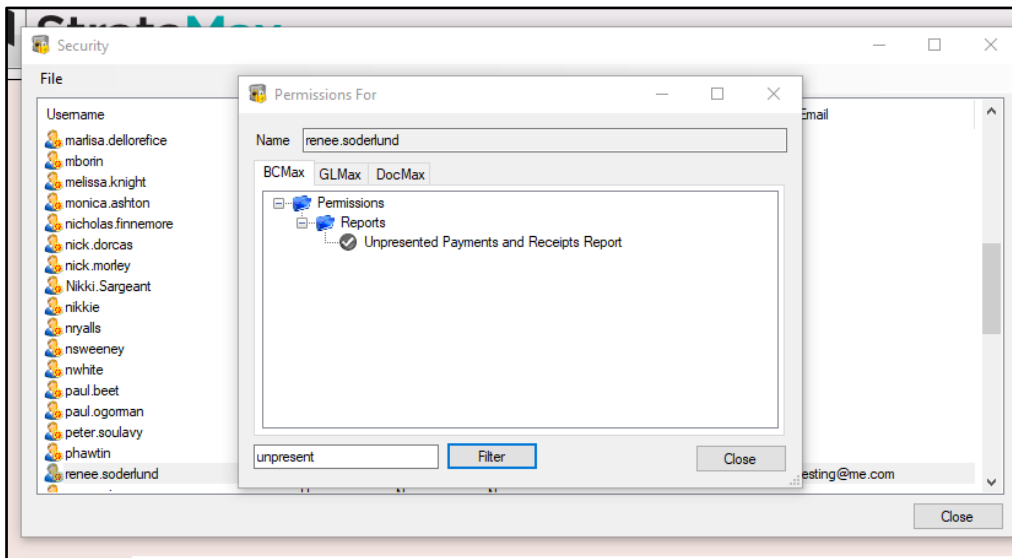 StrataMax
Security
File
Username
Email
marlisa.dellorefice
mborin
melissa.knight
monica.ashton
nicholas.finnemore
nick.dorcas
nick.morley
Nikki.Sargeant
nikkie
nryalls
nsweeney
nwhite
paul.beet
paul.ogorman
peter.soulavy
phawtin
renee.soderlund
esting@me.com
Permissions For
Name renee.soderlund
BCMax GLMax DocMax
Permissions
Reports
Unpresented Payments and Receipts Report
unpresent Filter Close
Close